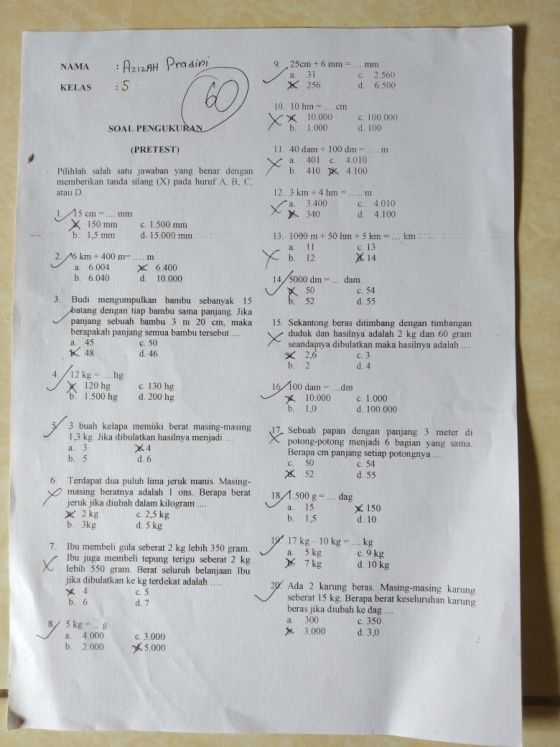 NAMA : AZIZAH Pradini
KELAS : 5
60
SOAL PENGUKURAN
(PRETEST)
Pilihlah salah satu jawaban yang benar dengan
memberikan tanda silang (X) pada huruf A, B, C,
atau D.
1. 15 cm = .... mm
a. 150 mm c. 1.500 mm
b. 1,5 mm d. 15.000 mm
2. 6 km + 400 m= .... m
a. 6.004 c. 6.400
b. 6.040 d. 10.000
3. Budi mengumpulkan bambu sebanyak 15
batang dengan tiap bambu sama panjang. Jika
panjang sebuah bambu 3 m 20 cm, maka
berapakah panjang semua bambu tersebut ....
a. 45 c. 50
b. 48 d. 46
4. 12 kg = .... hg
a. 120 hg c. 130 hg
b. 1.500 hg d. 200 hg
5. 3 buah kelapa memiiki berat masing-masing
1,3 kg. Jika dibulatkan hasilnya menjadi ....
a. 3 c. 4
b. 5 d. 6
6. Terdapat dua puluh lima jeruk manis. Masing-
masing beratnya adalah 1 ons. Berapa berat
jeruk jika diubah dalam kilogram ....
a. 2 kg c. 2,5 kg
b. 3kg d. 5 kg
7. Ibu membeli gula seberat 2 kg lebih 350 gram.
Ibu juga membeli tepung terigu seberat 2 kg
lebih 550 gram. Berat seluruh belanjaan Ibu
jika dibulatkan ke kg terdekat adalah ....
a. 4 c. 5
b. 6 d. 7
8. 5 kg = ... g
a. 4.000 c. 3.000
b. 2.000 d. 5.000
9. 25cm + 6 mm = .... mm
a. 31 c. 2.560
b. 256 d. 6.500
10. 10 hm = .... cm
a. 10.000 c. 100.000
b. 1.000 d. 100
11. 40 dam + 100 dm = .... m
a. 401 c. 4.010
b. 410 d. 4.100
12. 3 km + 4 hm = .... m
a. 3.400 c. 4.010
b. 340 d. 4.100
13. 1000 m + 50 hm + 5 km = ... km
a. 11 c. 13
b. 12 d. 14
14. 5000 dm = ... dam
a. 50 c. 54
b. 52 d. 55
15. Sekantong beras ditimbang dengan timbangan
duduk dan hasilnya adalah 2 kg dan 60 gram
seandainya dibulatkan maka hasilnya adalah ....
a. 2,6 c. 3
b. 2 d. 4
16. 100 dam = ....dm
a. 10.000 c. 1.000
b. 1,0 d. 100.000
17. Sebuah papan dengan panjang 3 meter di
potong-potong menjadi 6 bagian yang sama.
Berapa cm panjang setiap potongnya ....
c. 50 c. 54
d. 52 d. 55
18. 1.500 g = ... dag
a. 15 c. 150
b. 1,5 d. 10
19. 17 kg – 10 kg = .... kg
a. 5 kg c. 9 kg
b. 7 kg d. 10 kg
20. Ada 2 karung beras. Masing-masing karung
seberat 15 kg. Berapa berat keseluruhan karung
beras jika diubah ke dag ....
a. 300 c. 350
b. 3.000 d. 3,0